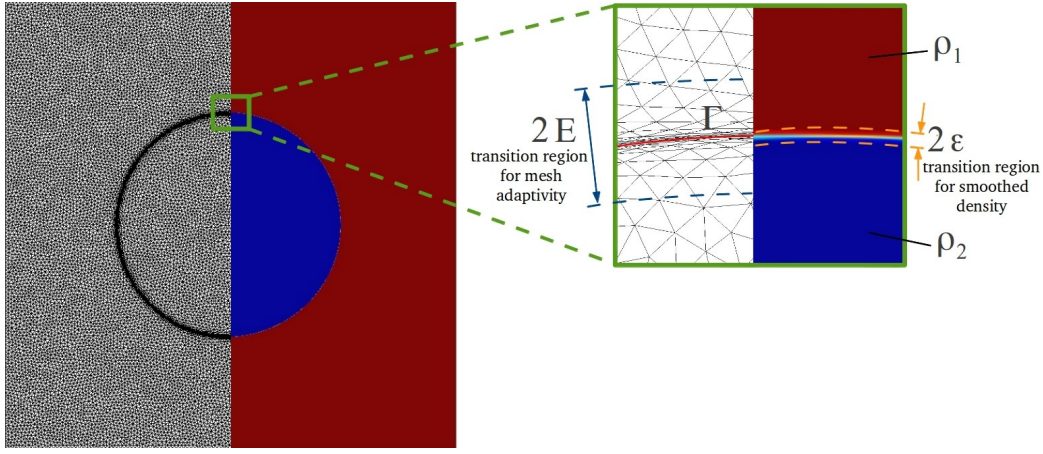 ρ1
Γ
2 E
transition region
for mesh
adaptivity
2 ε
transition region
for smoothed
density
ρ2